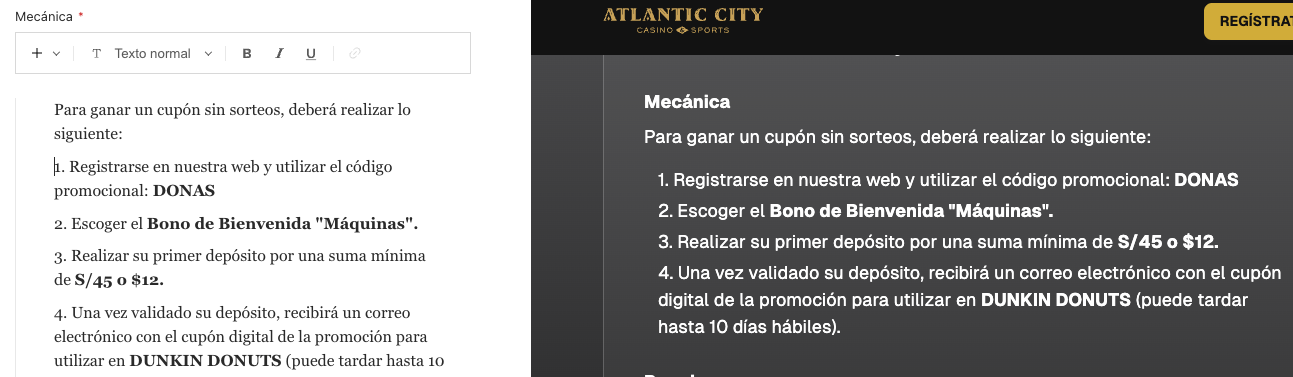 Mecánica *
+ T Texto normal B I U
Para ganar un cupón sin sorteos, deberá realizar lo
siguiente:
1. Registrarse en nuestra web y utilizar el código
promocional: DONAS
2. Escoger el Bono de Bienvenida "Máquinas".
3. Realizar su primer depósito por una suma mínima
de S/45 o $12.
4. Una vez validado su depósito, recibirá un correo
electrónico con el cupón digital de la promoción para
utilizar en DUNKIN DONUTS (puede tardar hasta 10
ATLANTIC CITY
CASINO SPORTS
Mecánica
Para ganar un cupón sin sorteos, deberá realizar lo siguiente:
1. Registrarse en nuestra web y utilizar el código promocional: DONAS
2. Escoger el Bono de Bienvenida "Máquinas".
3. Realizar su primer depósito por una suma mínima de S/45 o $12.
4. Una vez validado su depósito, recibirá un correo electrónico con el cupón
digital de la promoción para utilizar en DUNKIN DONUTS (puede tardar
hasta 10 días hábiles).